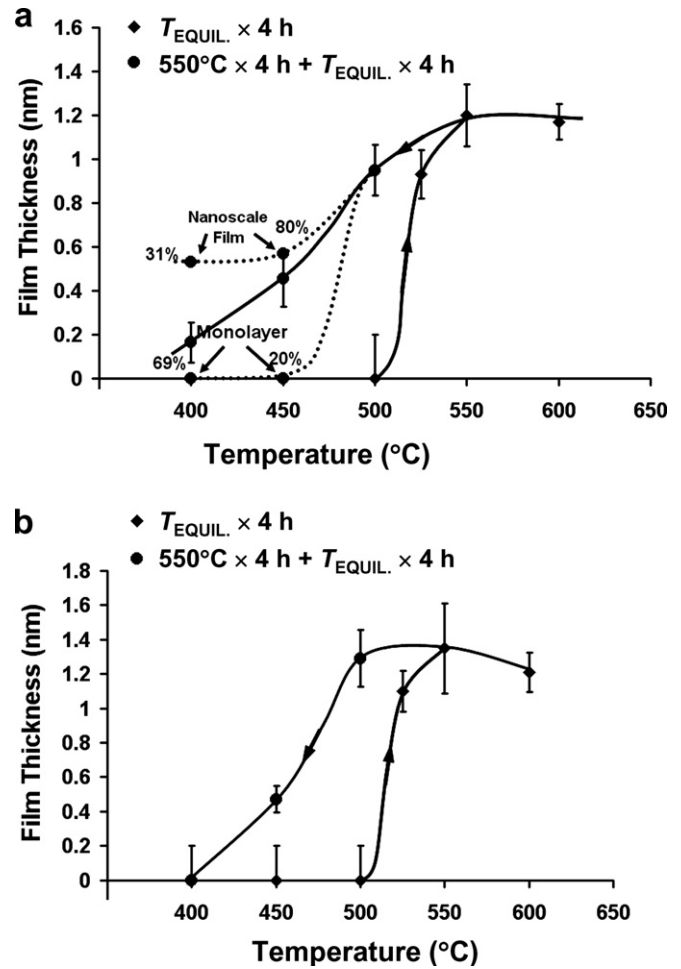 a
◆ T_EQUIL. × 4 h
● 550°C × 4 h + T_EQUIL. × 4 h
Film Thickness (nm)
1.6
1.4
1.2
1
0.8
0.6
0.4
0.2
0
Nanoscale
Film
80%
31%
Monolayer
69%
20%
400
450
500
550
600
650
Temperature (°C)
b
◆ T_EQUIL. × 4 h
● 550°C × 4 h + T_EQUIL. × 4 h
Film Thickness (nm)
1.8
1.6
1.4
1.2
1
0.8
0.6
0.4
0.2
0
400
450
500
550
600
650
Temperature (°C)